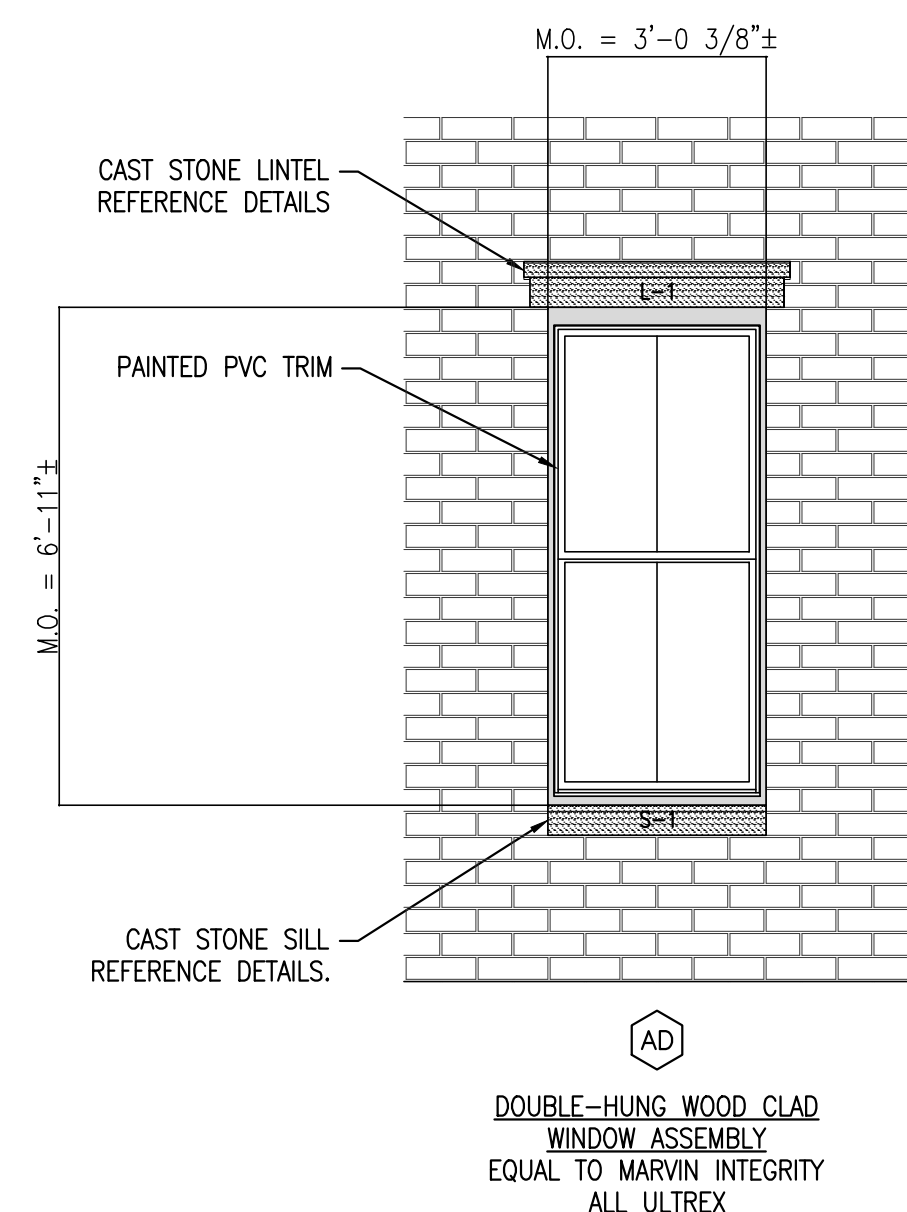 M.O. = 3'-0 3/8"±
CAST STONE LINTEL
REFERENCE DETAILS
L-1
PAINTED PVC TRIM
M.O. = 6'-11"±
S-1
CAST STONE SILL
REFERENCE DETAILS.
AD
DOUBLE-HUNG WOOD CLAD
WINDOW ASSEMBLY
EQUAL TO MARVIN INTEGRITY
ALL ULTREX